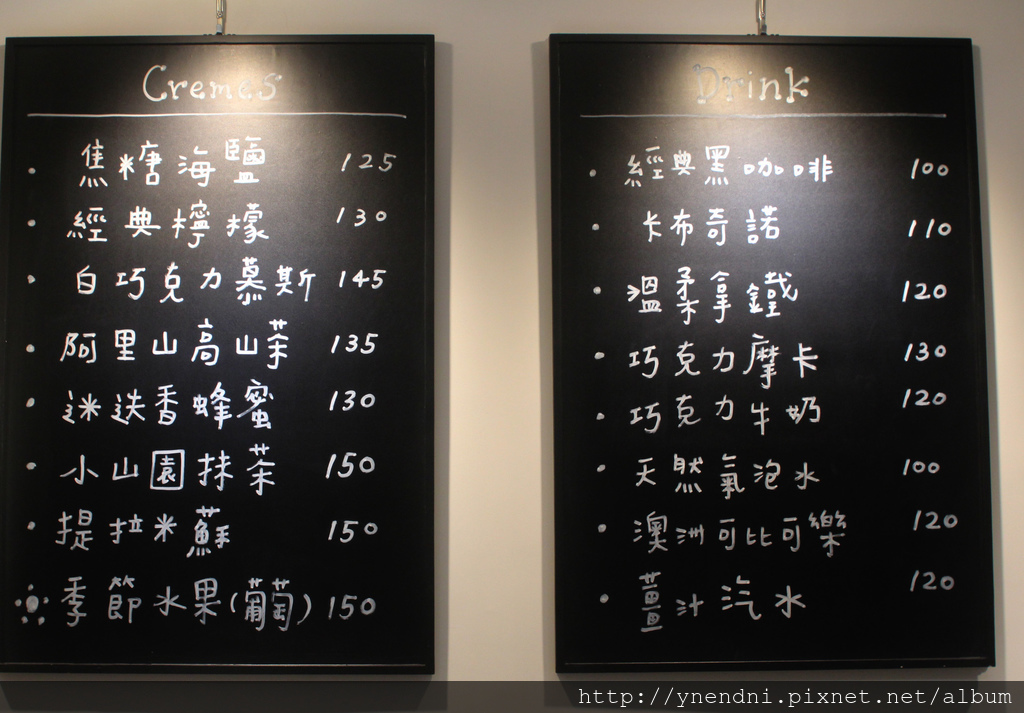 Cremes
焦糖海鹽 125
經典檸檬 130
白巧克力慕斯 145
阿里山高山茶 135
迷迭香蜂蜜 130
小山園抹茶 150
提拉米蘇 150
季節水果(葡萄) 150
Drink
經典黑咖啡 100
卡布奇諾 110
溫柔拿鐵 120
巧克力摩卡 130
巧克力牛奶 120
天然氣泡水 100
澳洲可比可樂 120
薑汁汽水 120
http://ynendni.pixnet.net/album